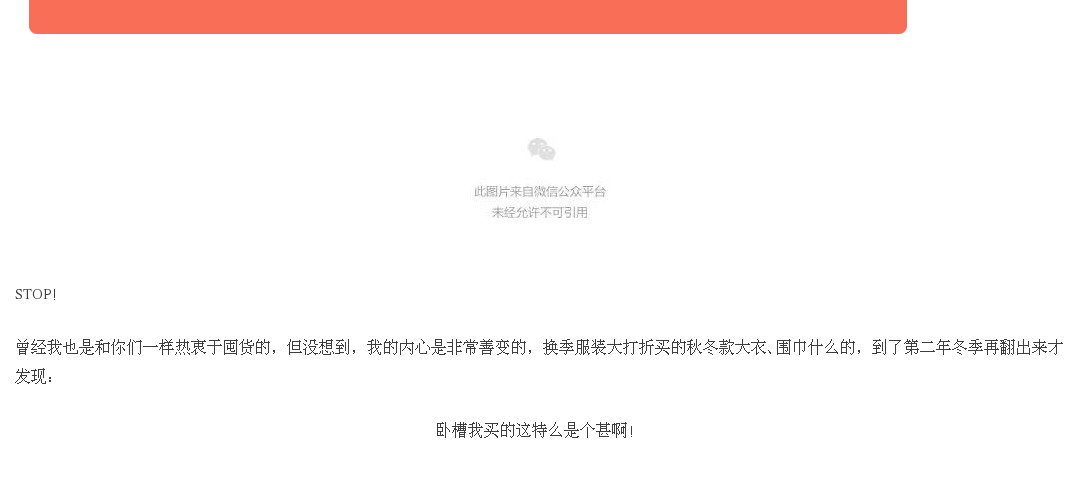 此图片来自微信公众平台
未经允许不可引用
STOP!
曾经我也是和你们一样热衷于囤货的，但没想到，我的内心是非常善变的，换季服装大打折买的秋冬款大衣、围巾什么的，到了第二年冬季再翻出来才
发现：
卧槽我买的这特么是个甚啊！